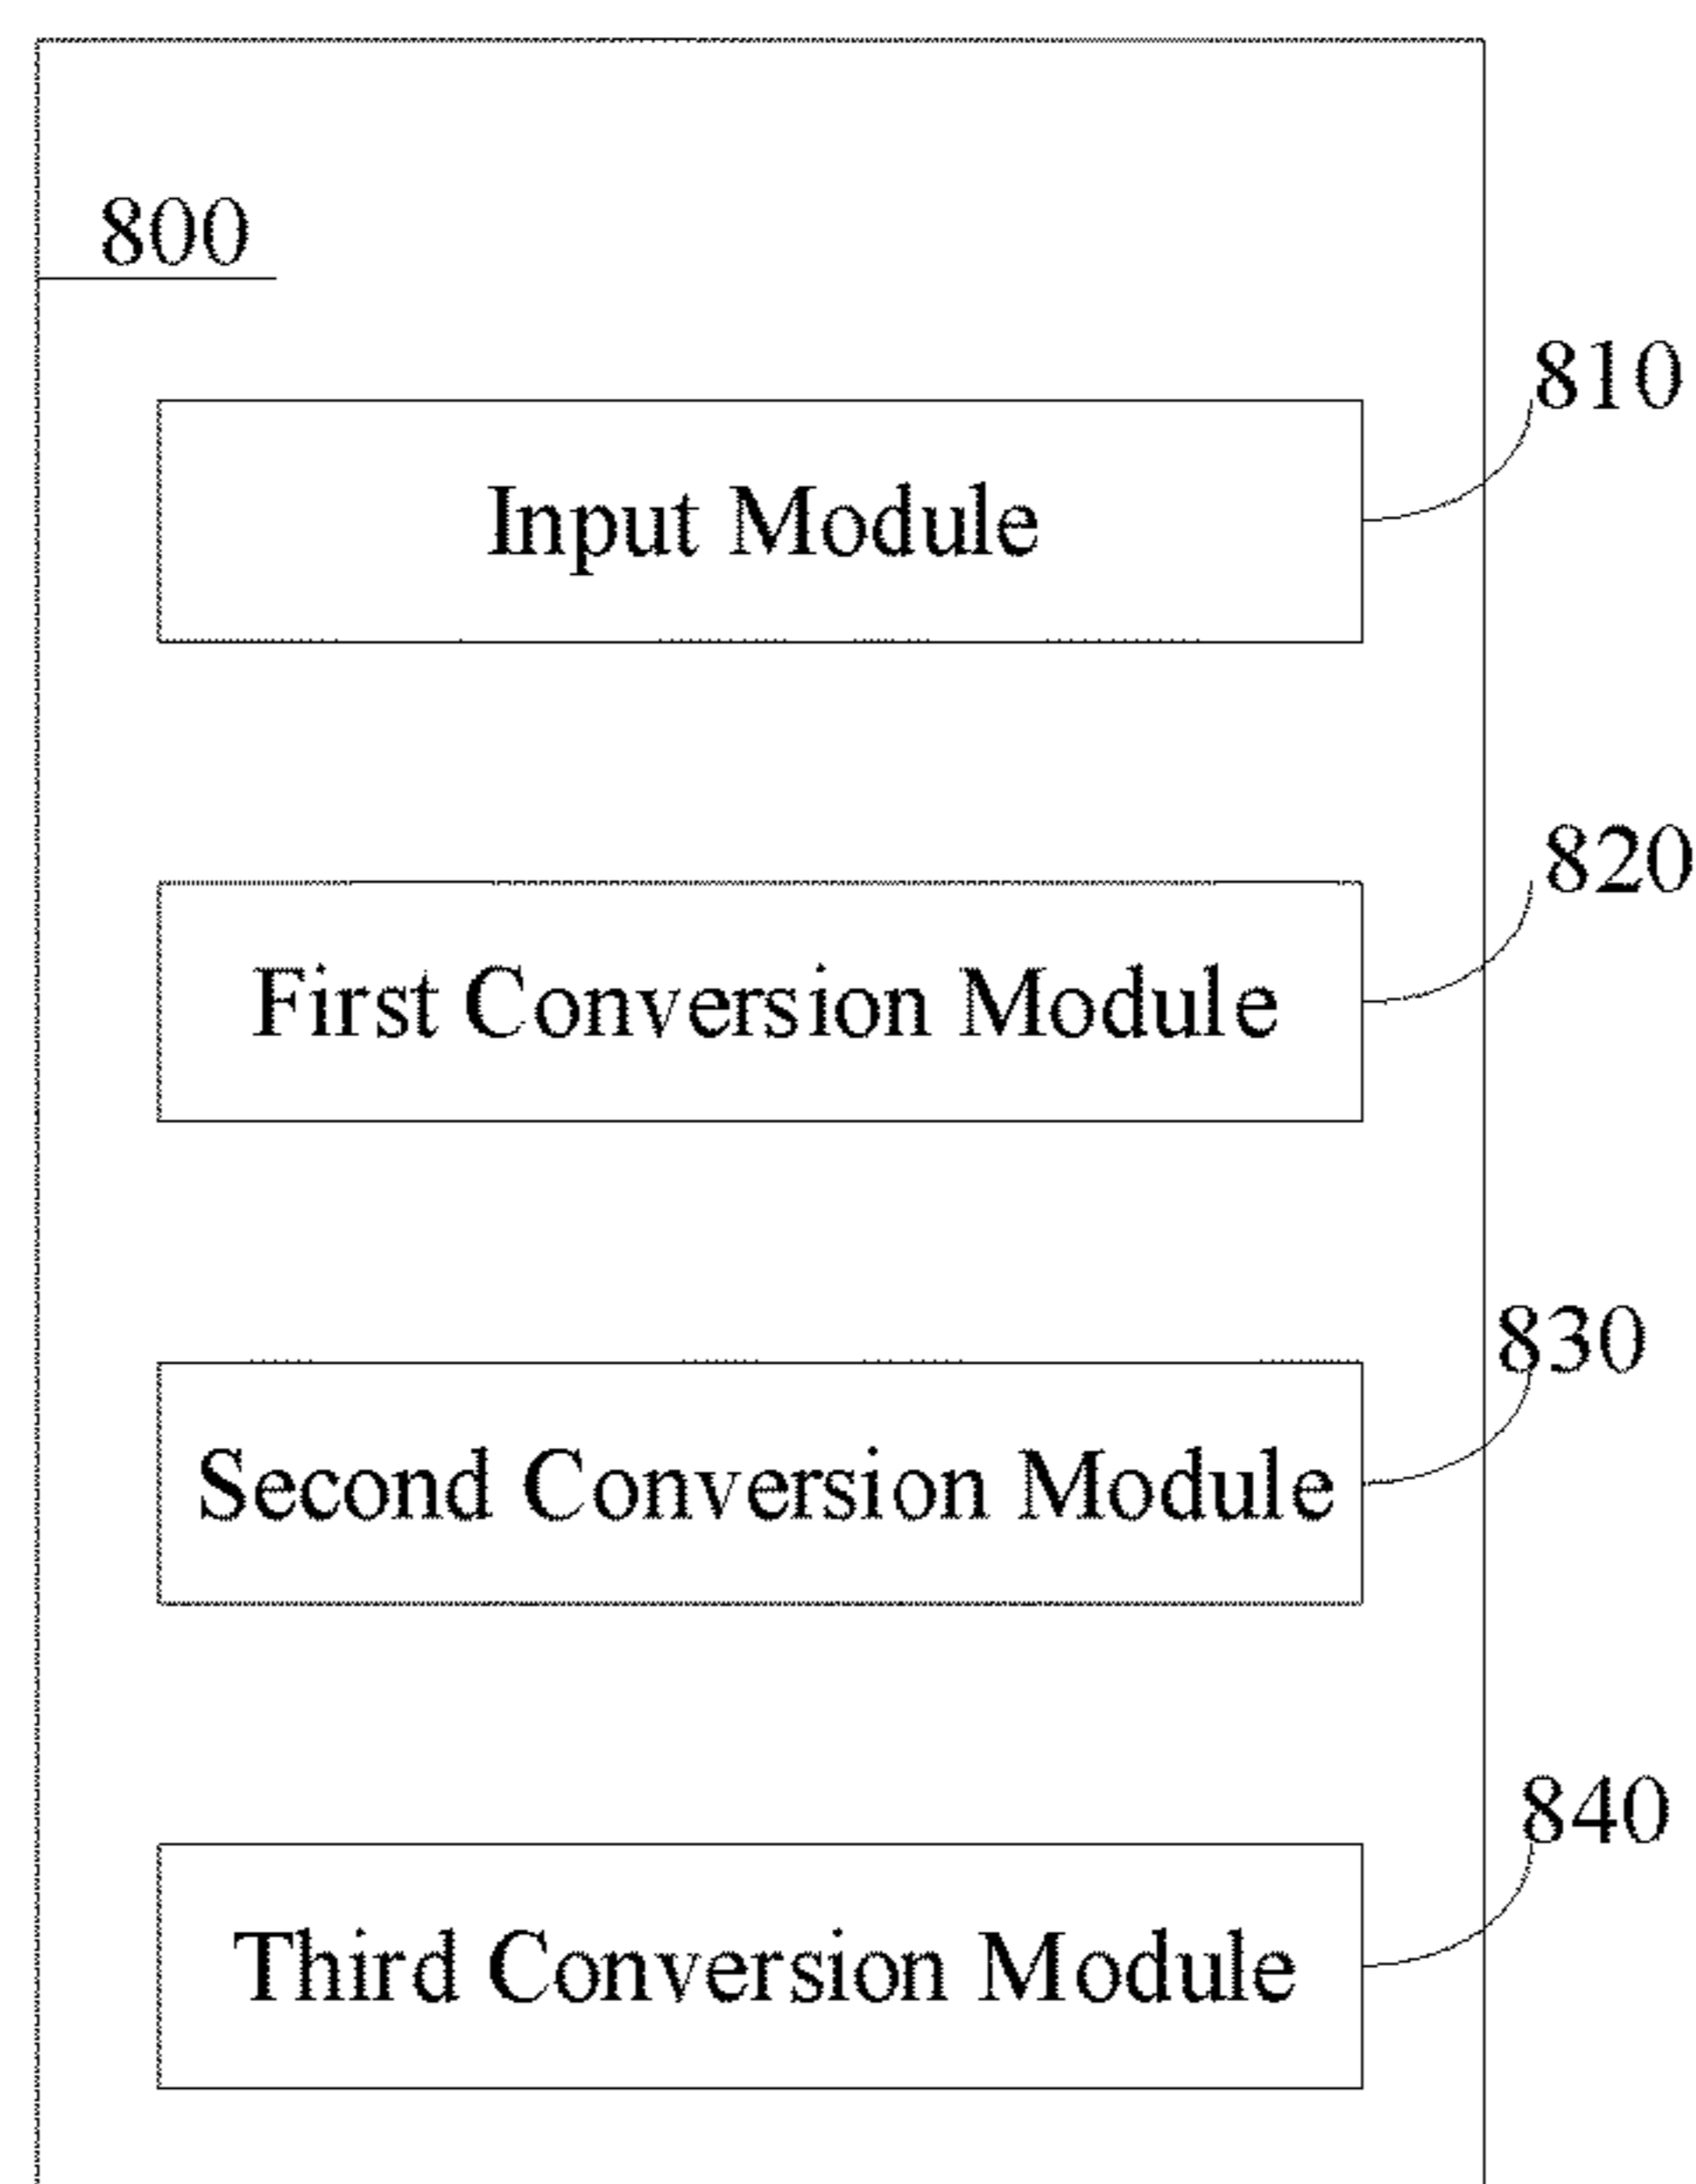 800
810
Input Module
820
First Conversion Module
830
Second Conversion Module
840
Third Conversion Module